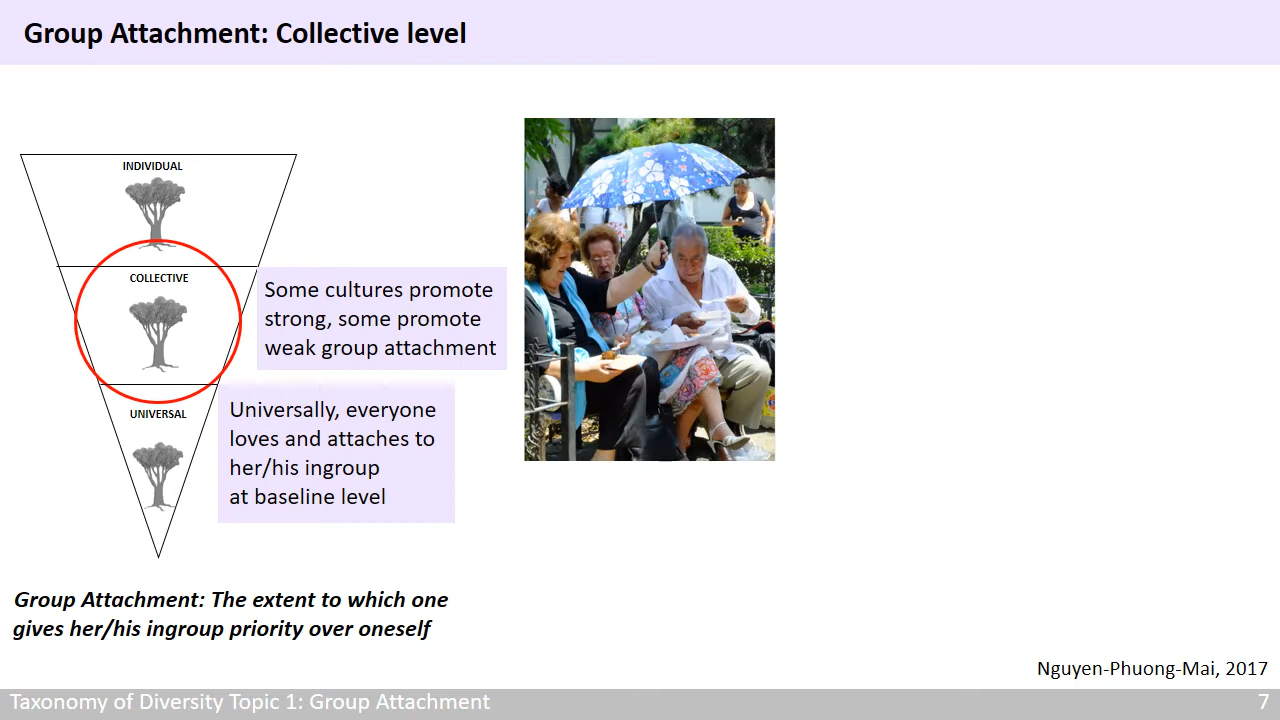 Group Attachment: Collective level
INDIVIDUAL
COLLECTIVE
Some cultures promote
strong, some promote
weak group attachment
UNIVERSAL
Universally, everyone
loves and attaches to
her/his ingroup
at baseline level
Group Attachment: The extent to which one
gives her/his ingroup priority over oneself
Nguyen-Phuong-Mai, 2017
Taxonomy of Diversity Topic 1: Group Attachment
7